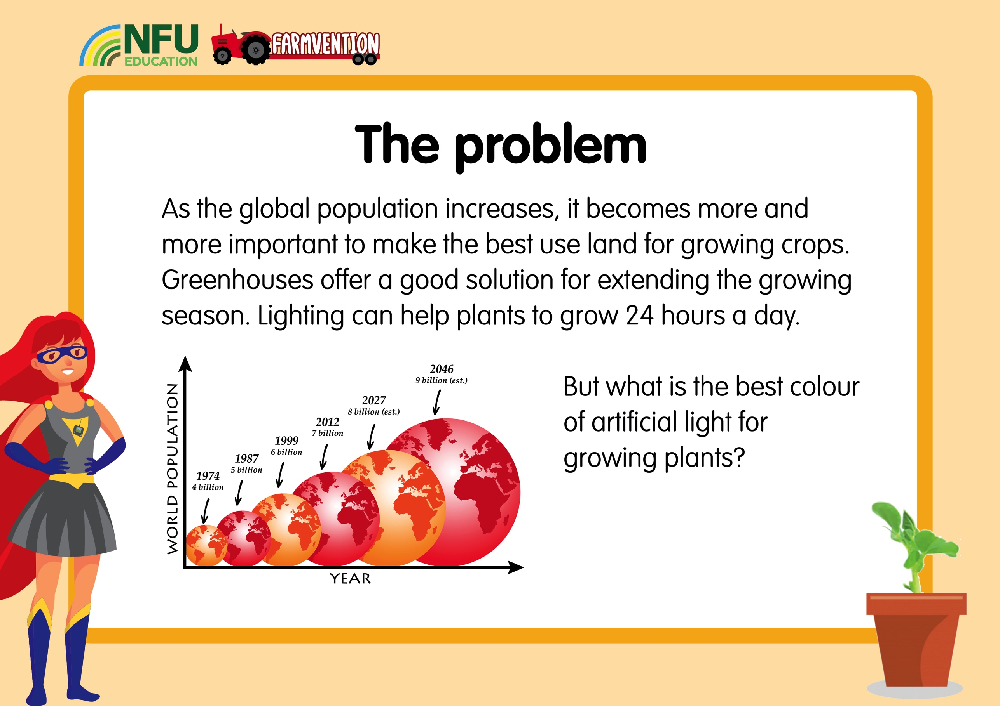 NFU
EDUCATION
FARMVENTION
The problem
As the global population increases, it becomes more and
more important to make the best use land for growing crops.
Greenhouses offer a good solution for extending the growing
season. Lighting can help plants to grow 24 hours a day.
WORLD POPULATION
1974
4 billion
1987
5 billion
1999
6 billion
2012
7 billion
2027
8 billion (est.)
2046
9 billion (est.)
YEAR
But what is the best colour
of artificial light for
growing plants?